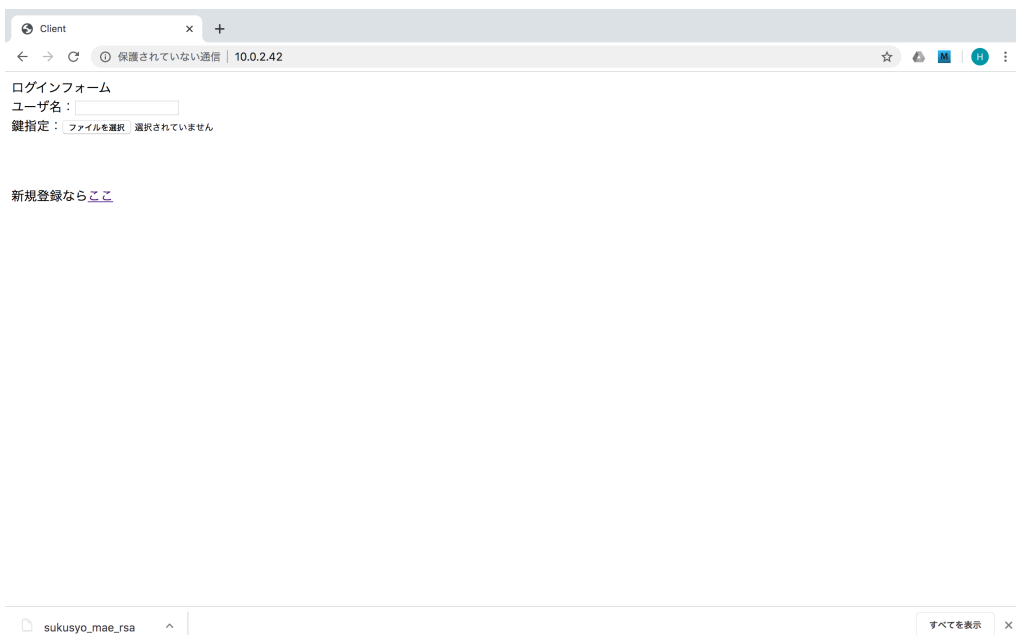 Client
保護されていない通信 10.0.2.42
M
H
ログインフォーム
ユーザ名：
鍵指定： ファイルを選択 選択されていません
新規登録ならここ
sukusyo_mae_rsa
すべてを表示